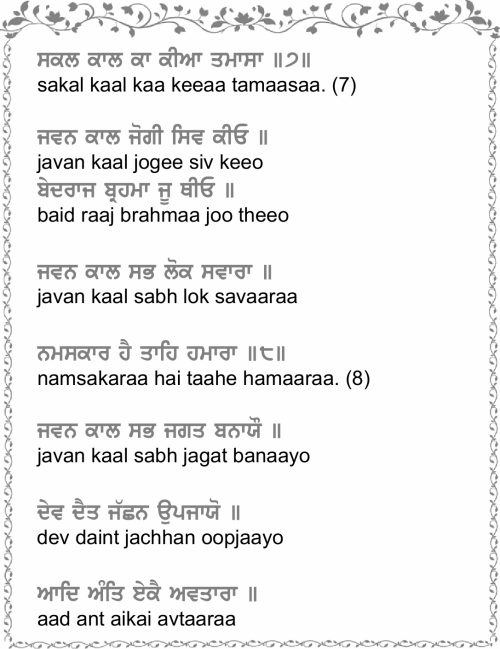 ਸਕਲ ਕਾਲ ਕਾ ਕੀਆ ਤਮਾਸਾ ॥੭॥
sakal kaal kaa keeaa tamaasaa. (7)
ਜਵਨ ਕਾਲ ਜੋਗੀ ਸਿਵ ਕੀਓ ॥
javan kaal jogee siv keeo
ਬੇਦਰਾਜ ਬ੍ਰਹਮਾ ਜੂ ਥੀਓ ॥
baid raaj brahmaa joo theeo
ਜਵਨ ਕਾਲ ਸਭ ਲੋਕ ਸਵਾਰਾ ॥
javan kaal sabh lok savaaraa
ਨਮਸਕਾਰ ਹੈ ਤਾਹਿ ਹਮਾਰਾ ॥੮॥
namsakaraa hai taahe hamaaraa. (8)
ਜਵਨ ਕਾਲ ਸਭ ਜਗਤ ਬਨਾਯੌ ॥
javan kaal sabh jagat banaayo
ਦੇਵ ਦੈਤ ਜੱਛਨ ਉਪਜਾਯੋ ॥
dev daint jachhan oopjaayo
ਆਦਿ ਅੰਤਿ ਏਕੈ ਅਵਤਾਰਾ ॥
aad ant aikai avtaaraa